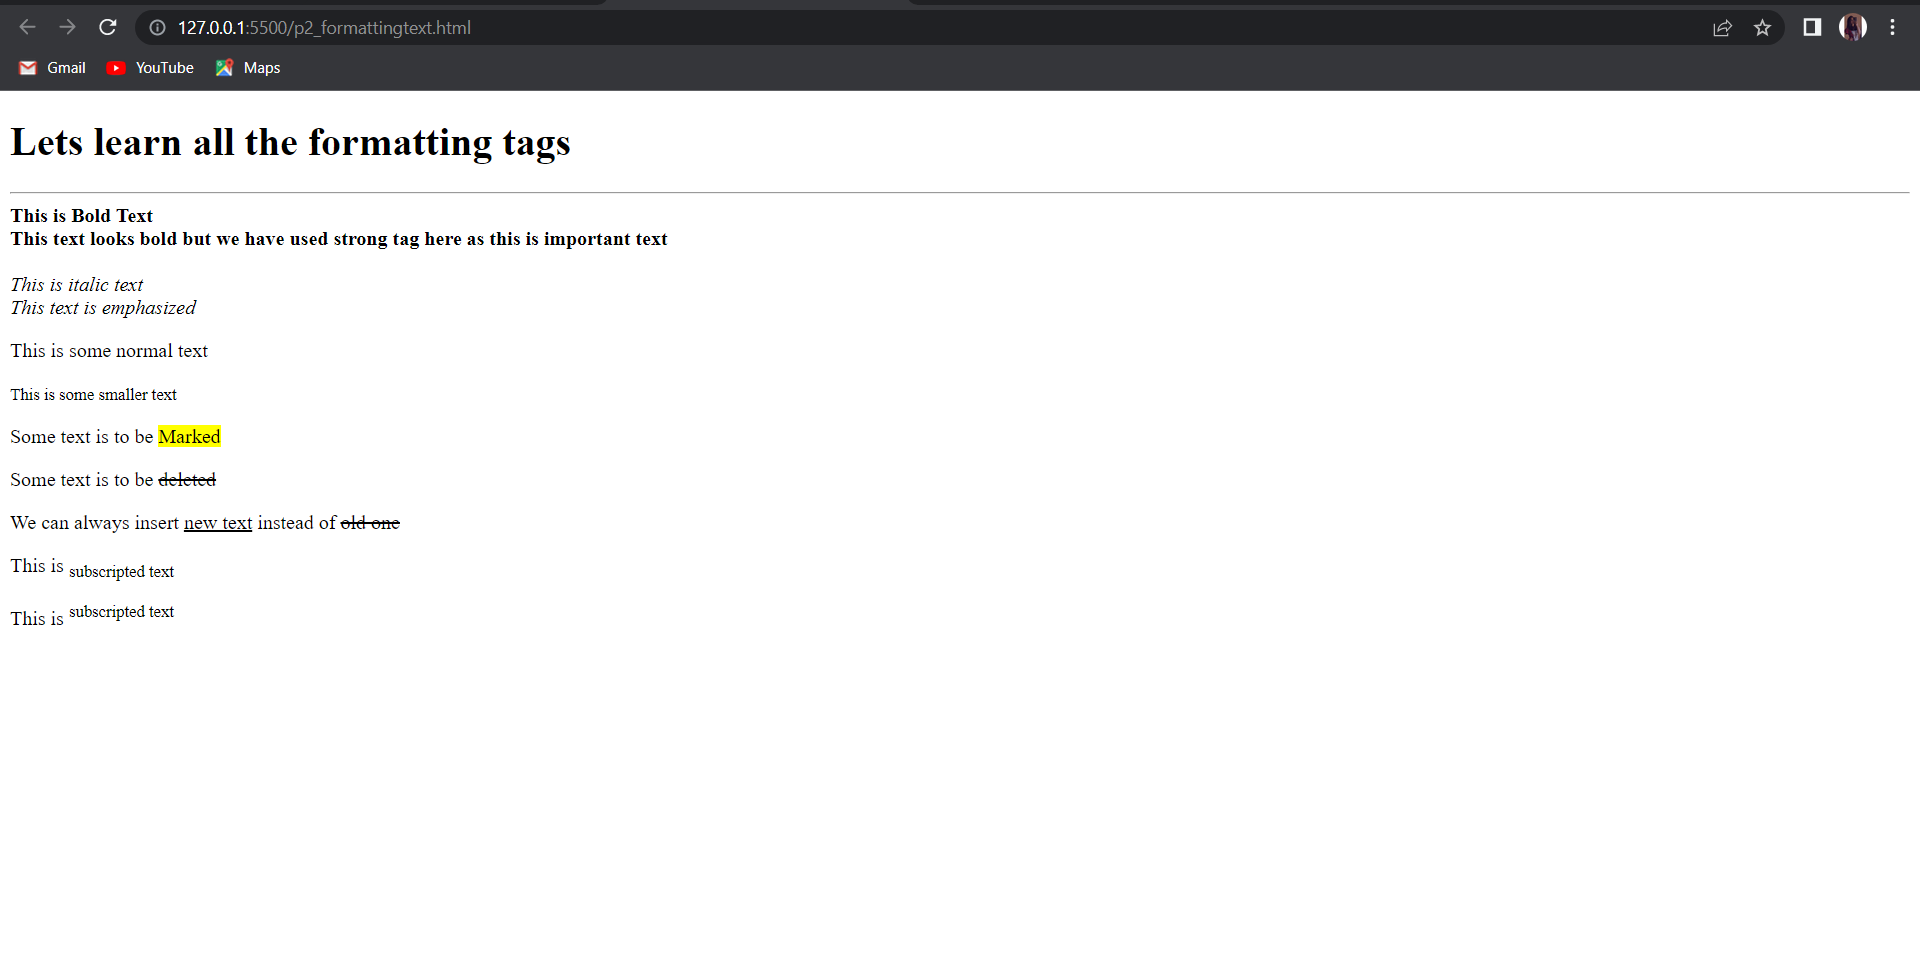 127.0.0.1:5500/p2_formattingtext.html
Gmail YouTube Maps
Lets learn all the formatting tags
This is Bold Text
This text looks bold but we have used strong tag here as this is important text
This is italic text
This text is emphasized
This is some normal text
This is some smaller text
Some text is to be Marked
Some text is to be deleted
We can always insert new text instead of old one
This is subscripted text
This is subscripted text